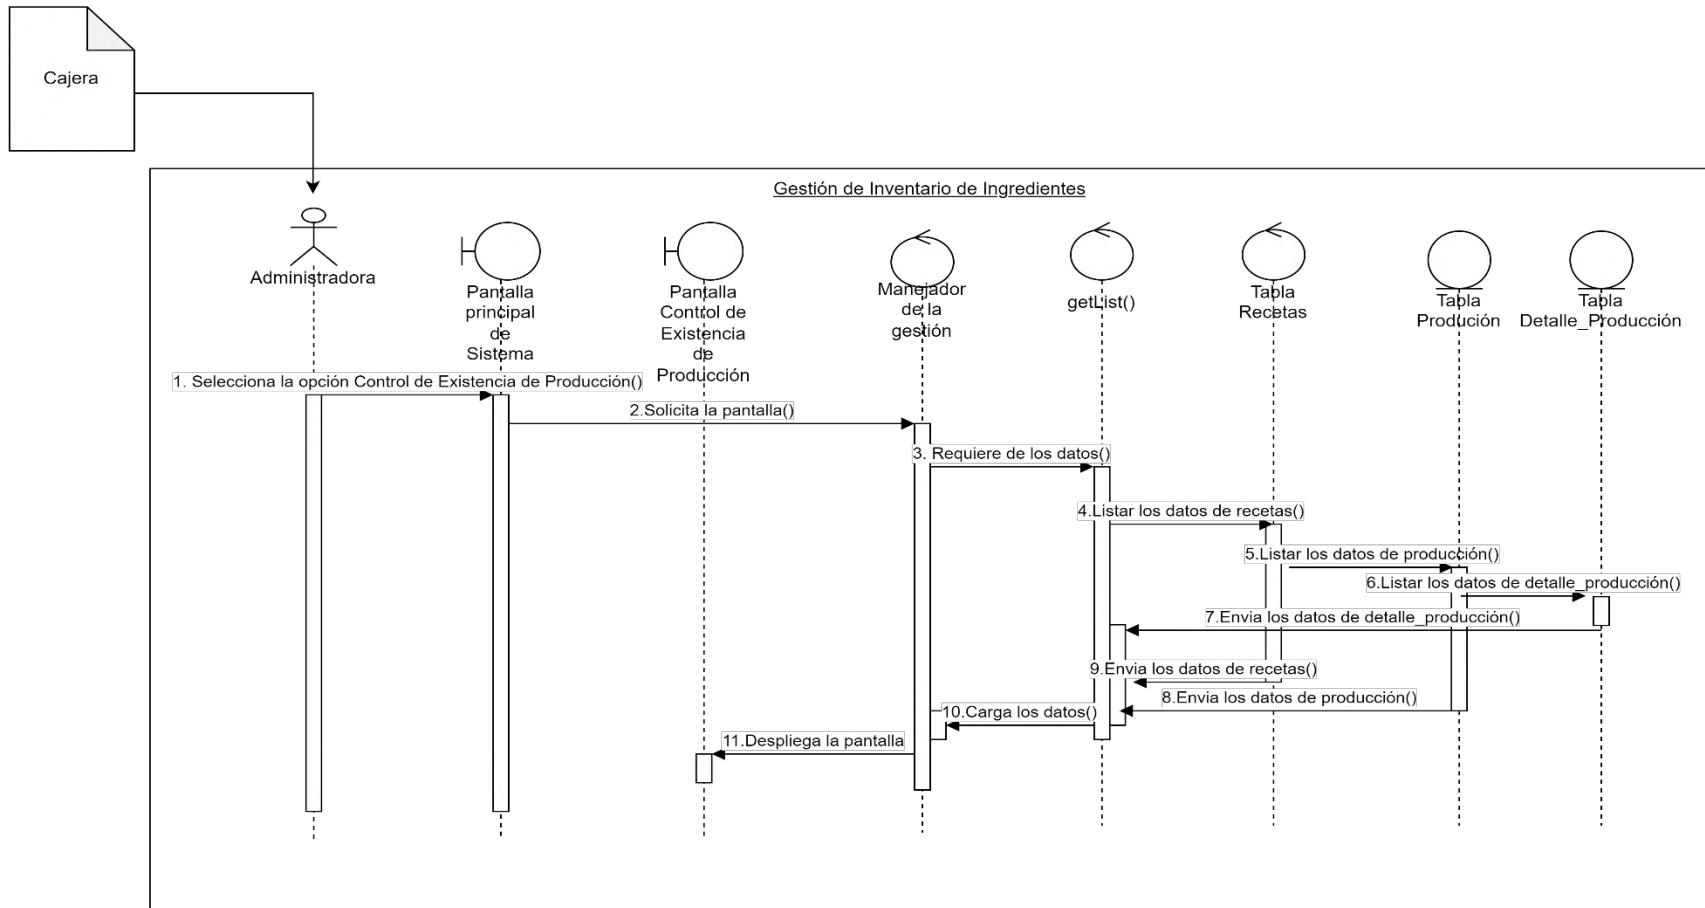 Cajera
Gestión de Inventario de Ingredientes
Administradora
Pantalla
principal
de
Sistema
Pantalla
Control de
Existencia
de
Producción
Manejador
de la
gestión
getList()
Tabla
Recetas
Tabla
Produción
Tabla
Detalle_Producción
1. Selecciona la opción Control de Existencia de Producción()
2.Solicita la pantalla()
3. Requiere de los datos()
4.Listar los datos de recetas()
5.Listar los datos de producción()
6.Listar los datos de detalle_producción()
7.Envia los datos de detalle_producción()
9.Envia los datos de recetas()
8.Envia los datos de producción()
10.Carga los datos()
11.Despliega la pantalla